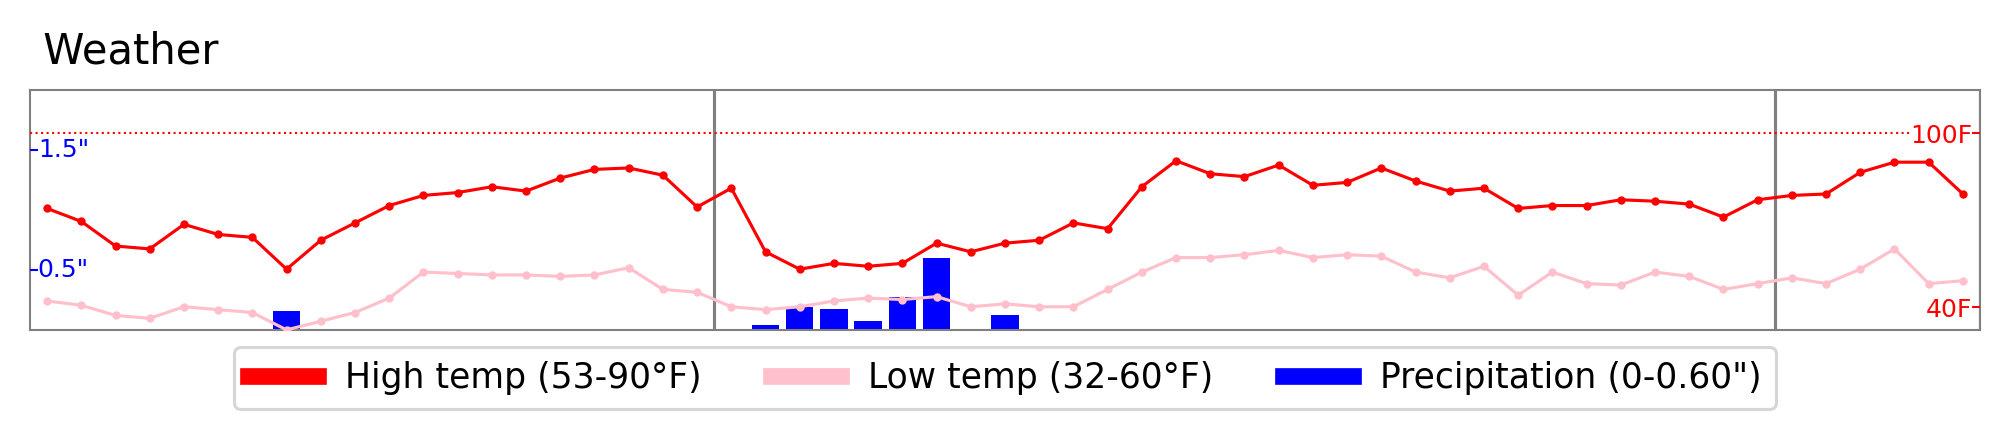 Weather
1.5"
100F
0.5"
40F
High temp (53-90°F) Low temp (32-60°F) Precipitation (0-0.60")